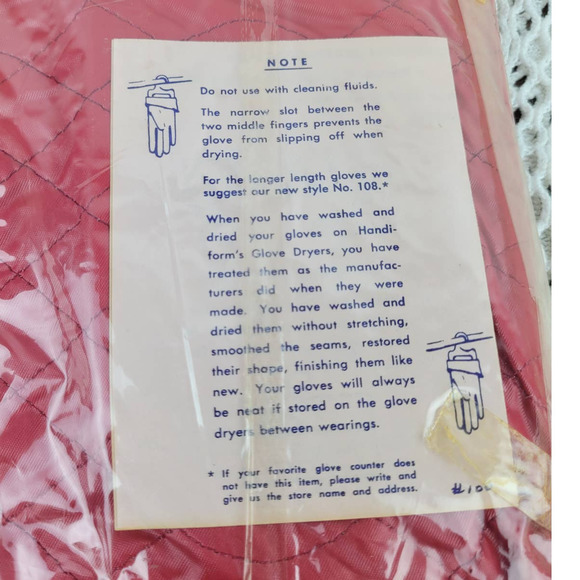 NOTE
Do not use with cleaning fluids.
The narrow slot between the
two middle fingers prevents the
glove from slipping off when
drying.
For the longer length gloves we
suggest our new style No. 108.*
When you have washed and
dried your gloves on Handi-
form's Glove Dryers, you have
treated them as the manufac-
turers did when they were
made. You have washed and
dried them without stretching,
smoothed the seams, restored
their shape, finishing them like
new. Your gloves will always
be neat if stored on the glove
dryers between wearings.
* If your favorite glove counter does
not have this item, please write and
give us the store name and address.